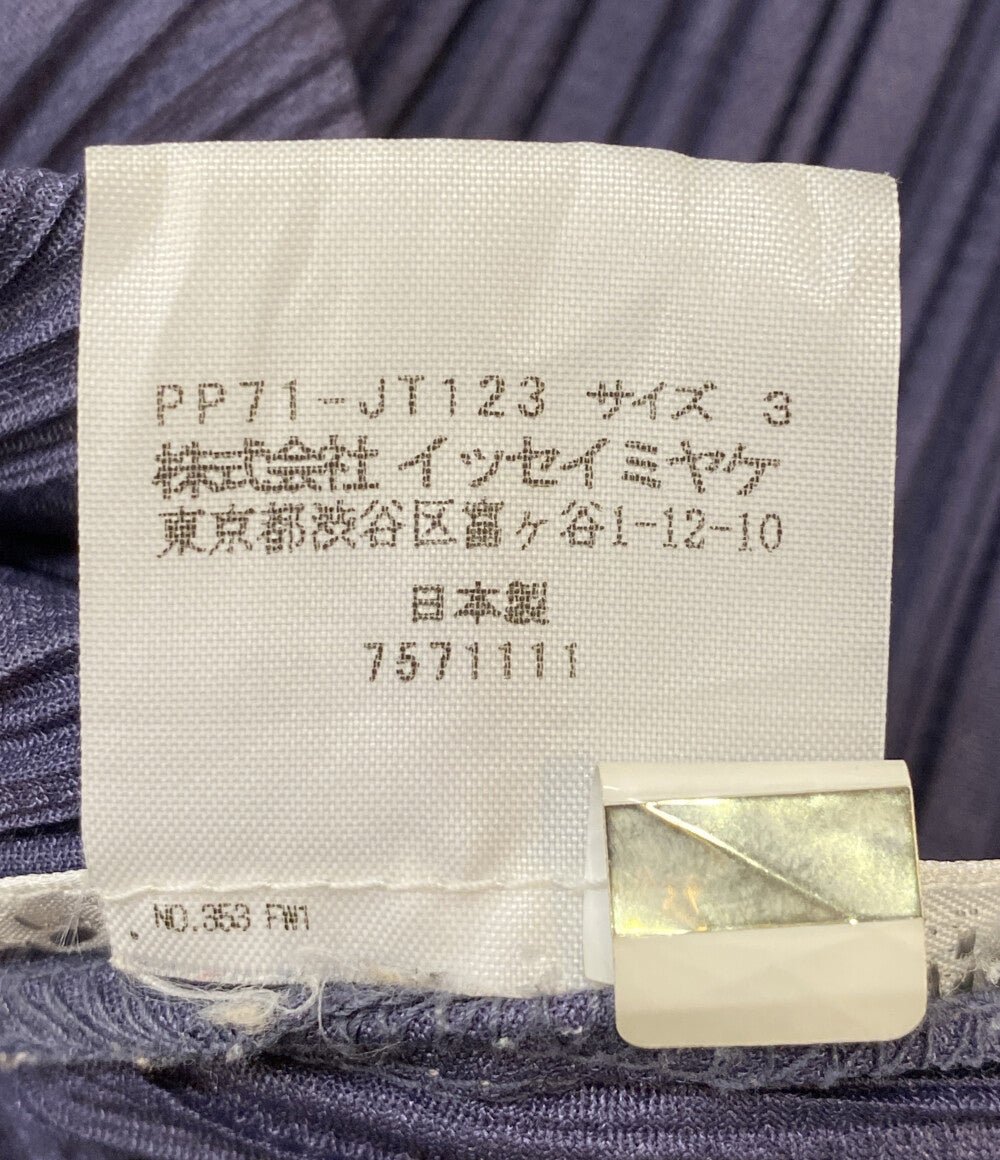 PP71-JT123 サイズ 3
株式会社 イッセイミヤケ
東京都渋谷区富ヶ谷1-12-10
日本製
7571111
NO.353 FW1